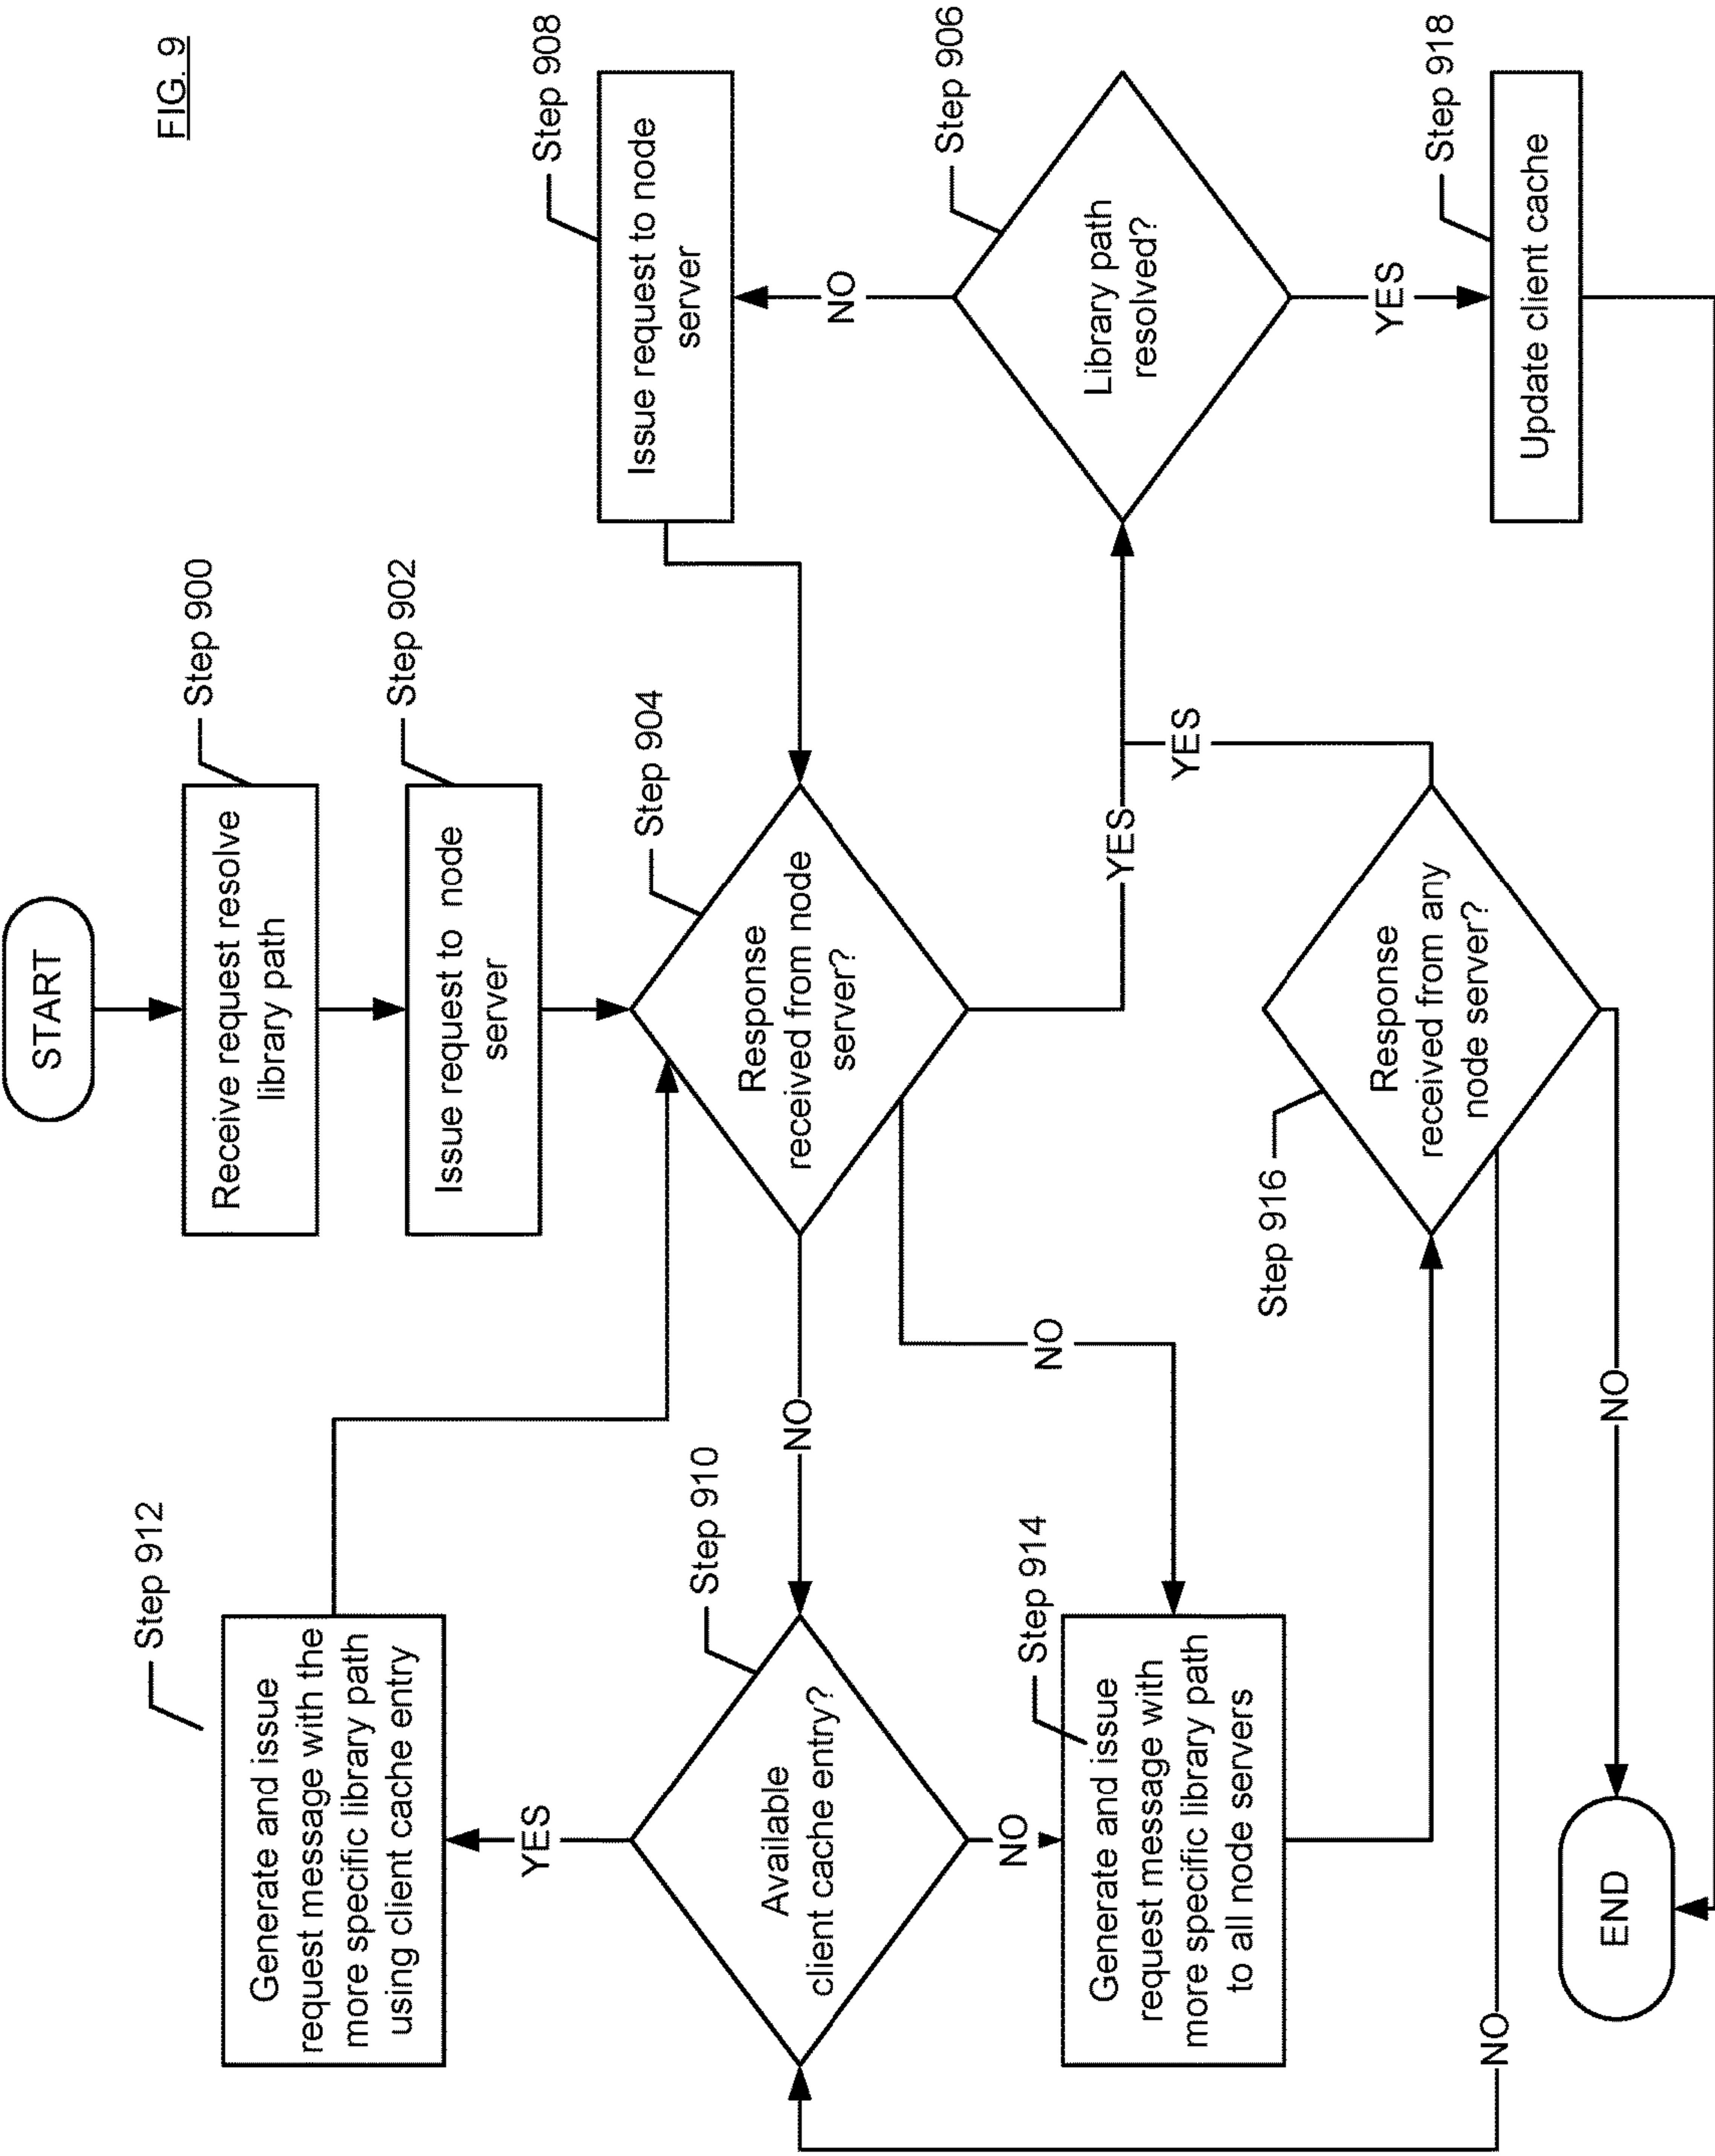 FIG. 9
START
Receive request resolve
library path
Step 900
Issue request to node
server
Step 902
Response
received from node
server?
Step 904
YES
NO
NO
Library path
resolved?
Step 906
NO
YES
Issue request to node
server
Step 908
Available
client cache entry?
Step 910
YES
NO
Generate and issue
request message with the
more specific library path
using client cache entry
Step 912
Generate and issue
request message with
more specific library path
to all node servers
Step 914
Response
received from any
node server?
Step 916
YES
NO
NO
Update client cache
Step 918
END